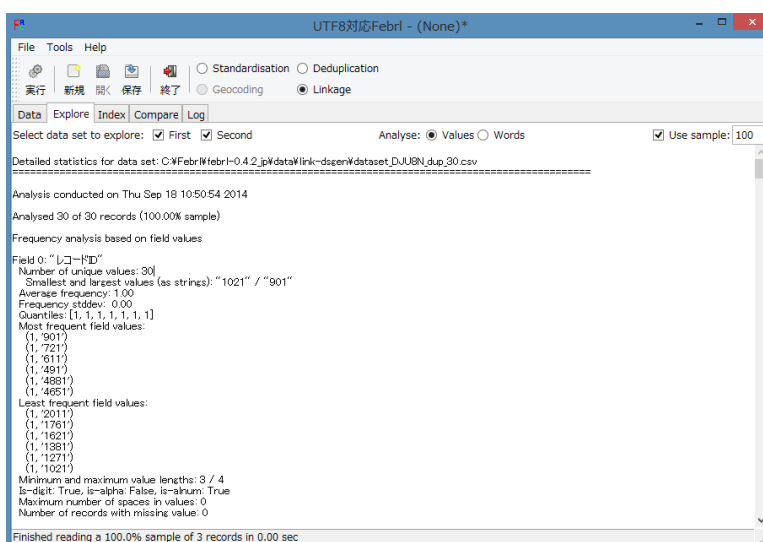 UTF8対応Febrl - (None)*
File Tools Help
実行 新規 開く 保存 終了
Standardisation Deduplication
Geocoding Linkage
Data Explore Index Compare Log
Select data set to explore: First Second Analyse: Values Words Use sample: 100
Detailed statistics for data set: C:¥Febrl¥febrl-0.4.2_jp¥data¥link-dsgen¥dataset_DJU8N_dup_30.csv
================================================================================
Analysis conducted on Thu Sep 18 10:50:54 2014
Analysed 30 of 30 records (100.00% sample)
Frequency analysis based on field values
Field 0: "レコードID"
Number of unique values: 30
Smallest and largest values (as strings): "1021" / "901"
Average frequency: 1.00
Frequency stddev: 0.00
Quantiles: [1, 1, 1, 1, 1, 1, 1]
Most frequent field values:
(1, '901')
(1, '721')
(1, '611')
(1, '491')
(1, '4881')
(1, '4651')
Least frequent field values:
(1, '2011')
(1, '1761')
(1, '1621')
(1, '1381')
(1, '1271')
(1, '1021')
Minimum and maximum value lengths: 3 / 4
Is-digit: True, is-alpha: False, is-alnum: True
Maximum number of spaces in values: 0
Number of records with missing value: 0
Finished reading a 100.0% sample of 3 records in 0.00 sec